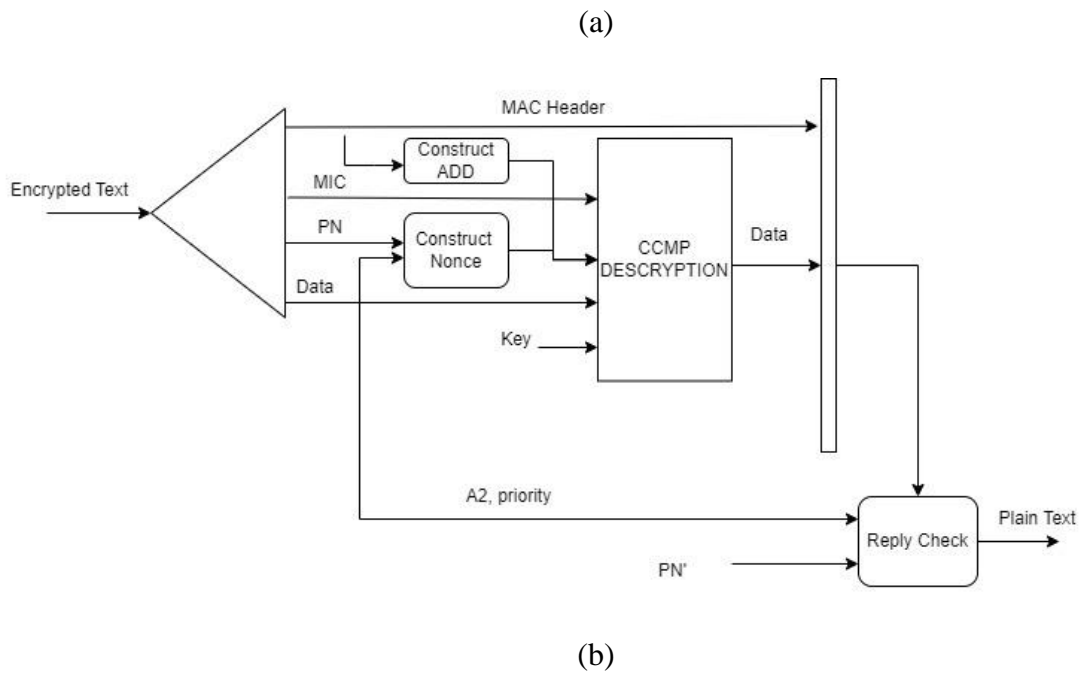 (a)
MAC Header
Construct
ADD
Encrypted Text
MIC
PN
Construct
Nonce
Data
CCMP
DESCRYPTION
Data
Key
A2, priority
Plain Text
Reply Check
PN'
(b)